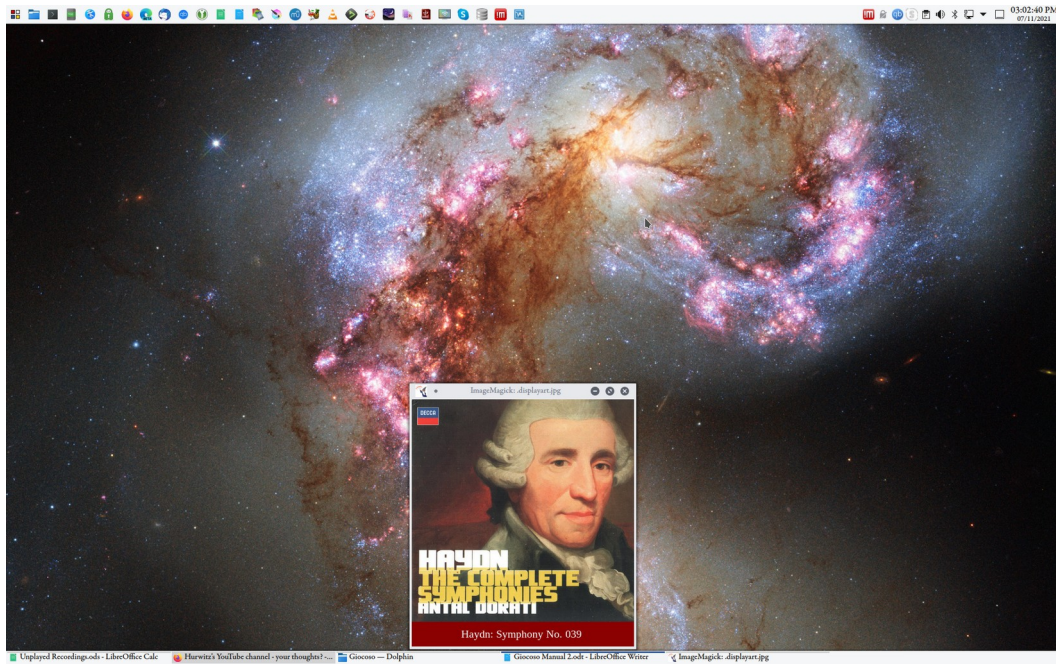 03:02:40 PM
07/11/2021
ImageMagick: .displayart.jpg
DECCA
HAYDN
THE COMPLETE
SYMPHONIES
ANTAL DORATI
Haydn: Symphony No. 039
Unplayed Recordings.ods - LibreOffice Calc
Hurwitz's YouTube channel - your thoughts? -...
Giocoso — Dolphin
Giocoso Manual 2.odt - LibreOffice Writer
ImageMagick: .displayart.jpg